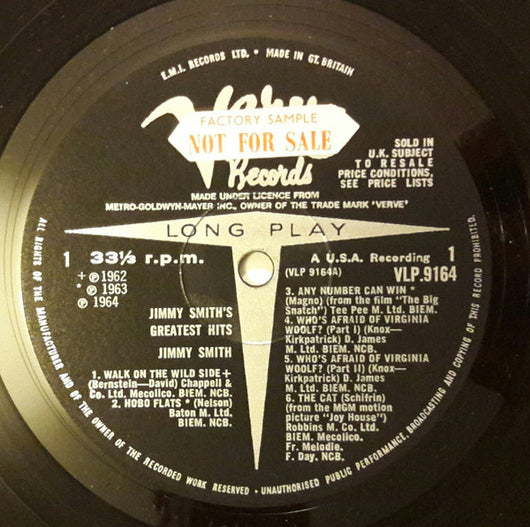 E.M.I. RECORDS LTD. • MADE IN GT. BRITAIN
FACTORY SAMPLE
NOT FOR SALE
Records
SOLD IN
U.K. SUBJECT
TO RESALE
PRICE CONDITIONS,
SEE PRICE LISTS
MADE UNDER LICENCE FROM
METRO-GOLDWYN-MAYER INC., OWNER OF THE TRADE MARK 'VERVE'
LONG PLAY
1 33⅓ r.p.m.
+ ℗ 1962
* ℗ 1963
℗ 1964
JIMMY SMITH'S
GREATEST HITS
JIMMY SMITH
1. WALK ON THE WILD SIDE+
(Bernstein—David) Chappell &
Co. Ltd. Mecolico. BIEM. NCB.
2. HOBO FLATS * (Nelson)
Baton M. Ltd.
BIEM. NCB.
A U.S.A. Recording 1
(VLP 9164A) VLP.9164
3. ANY NUMBER CAN WIN *
(Magno) (from the film "The Big
Snatch") Tee Pee M. Ltd. BIEM.
4. WHO'S AFRAID OF VIRGINIA
WOOLF? (Part I) (Knox—
Kirkpatrick) D. James
M. Ltd. BIEM. NCB.
5. WHO'S AFRAID OF VIRGINIA
WOOLF? (Part II) (Knox—
Kirkpatrick) D. James
M. Ltd. BIEM. NCB.
6. THE CAT (Schifrin)
(from the MGM motion
picture "Joy House")
Robbins M. Co. Ltd.
BIEM. Mecolico.
Fr. Melodie.
F. Day. NCB.
ALL RIGHTS OF THE MANUFACTURER AND OF THE OWNER OF THE RECORDED WORK RESERVED • UNAUTHORISED PUBLIC PERFORMANCE BROADCASTING AND COPYING OF THIS RECORD PROHIBITED.